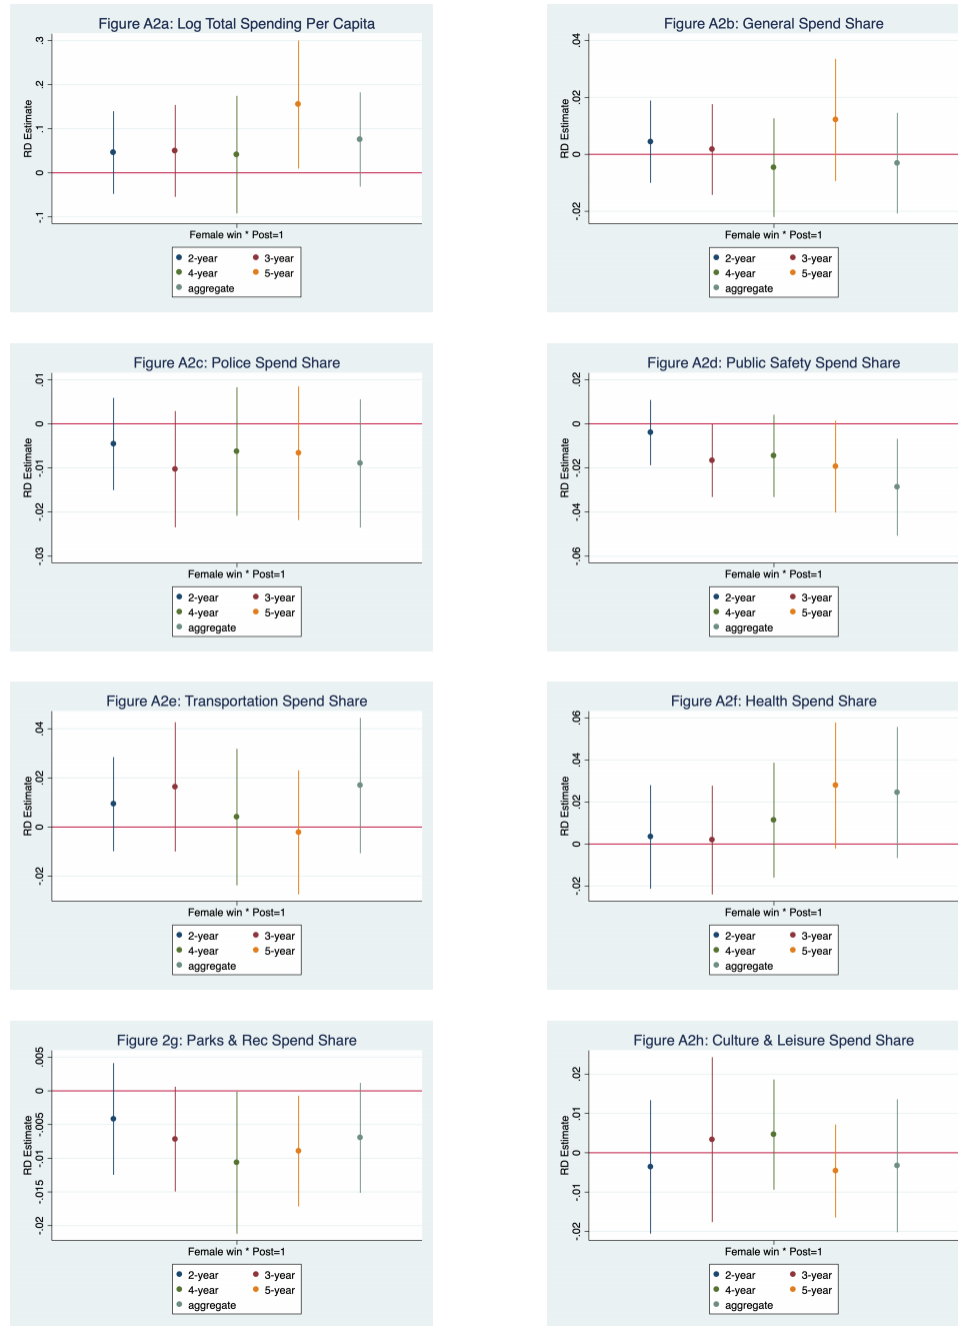 Figure A2a: Log Total Spending Per Capita
RD Estimate
.3
.2
.1
0
-.1
Female win * Post=1
2-year 3-year
4-year 5-year
aggregate
Figure A2b: General Spend Share
RD Estimate
.04
.02
0
-.02
Female win * Post=1
2-year 3-year
4-year 5-year
aggregate
Figure A2c: Police Spend Share
RD Estimate
.01
0
-.01
-.02
-.03
Female win * Post=1
2-year 3-year
4-year 5-year
aggregate
Figure A2d: Public Safety Spend Share
RD Estimate
.02
0
-.02
-.04
-.06
Female win * Post=1
2-year 3-year
4-year 5-year
aggregate
Figure A2e: Transportation Spend Share
RD Estimate
.04
.02
0
-.02
Female win * Post=1
2-year 3-year
4-year 5-year
aggregate
Figure A2f: Health Spend Share
RD Estimate
.06
.04
.02
0
-.02
Female win * Post=1
2-year 3-year
4-year 5-year
aggregate
Figure 2g: Parks & Rec Spend Share
RD Estimate
.005
0
-.005
-.01
-.015
-.02
Female win * Post=1
2-year 3-year
4-year 5-year
aggregate
Figure A2h: Culture & Leisure Spend Share
RD Estimate
.02
.01
0
-.01
-.02
Female win * Post=1
2-year 3-year
4-year 5-year
aggregate